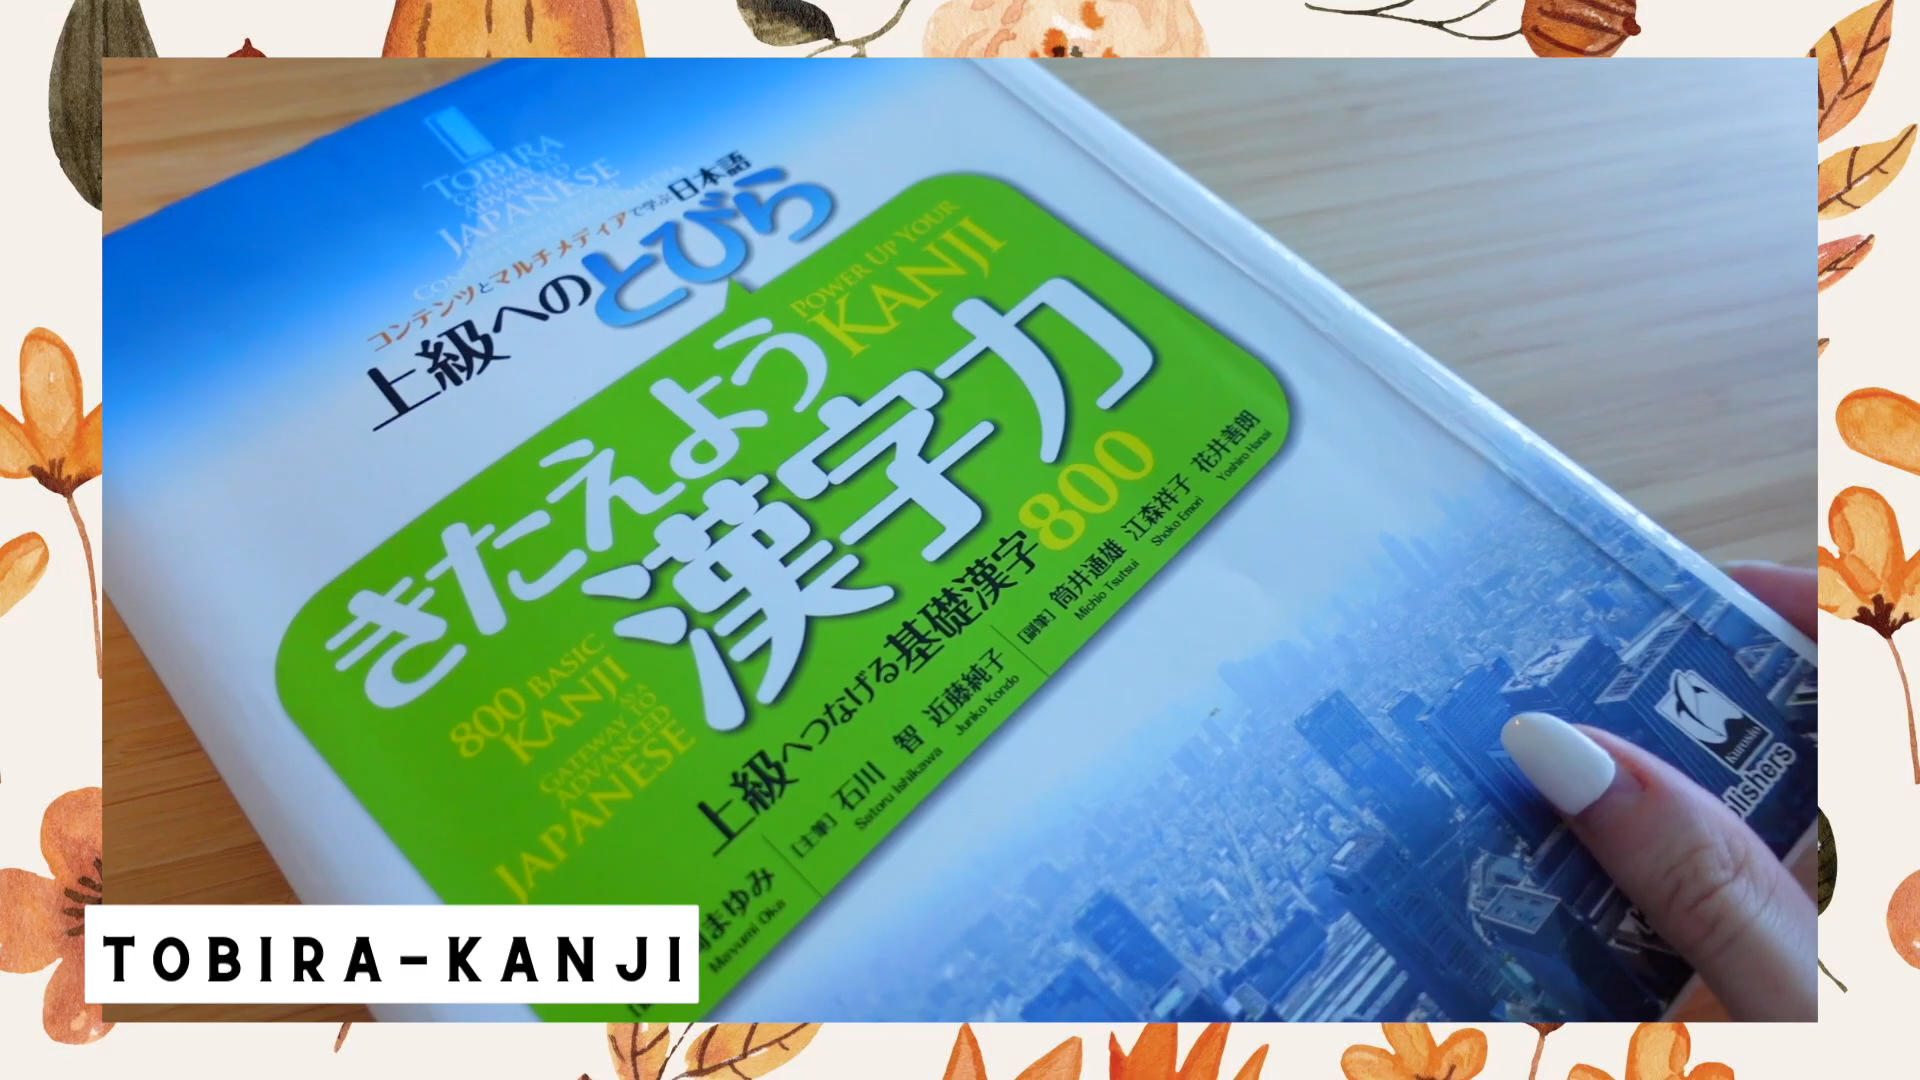 TOBIRA
GATEWAY TO
ADVANCED
JAPANESE
コンテンツとマルチメディアで学ぶ日本語
上級へのとびら
POWER UP YOUR
KANJI
きたえよう
漢字力
800 BASIC
KANJI
AS A
GATEWAY TO
ADVANCED
JAPANESE
上級へつなげる基礎漢字800
まゆみ
Mayumi Oka
[主筆] 石川 智 近藤純子
Satoru Ishikawa Junko Kondo
[副筆] 筒井通雄 江森祥子 花井善朗
Michio Tsutsui Shoko Emori Yoshiro Hanai
Kurosio
TOBIRA-KANJI